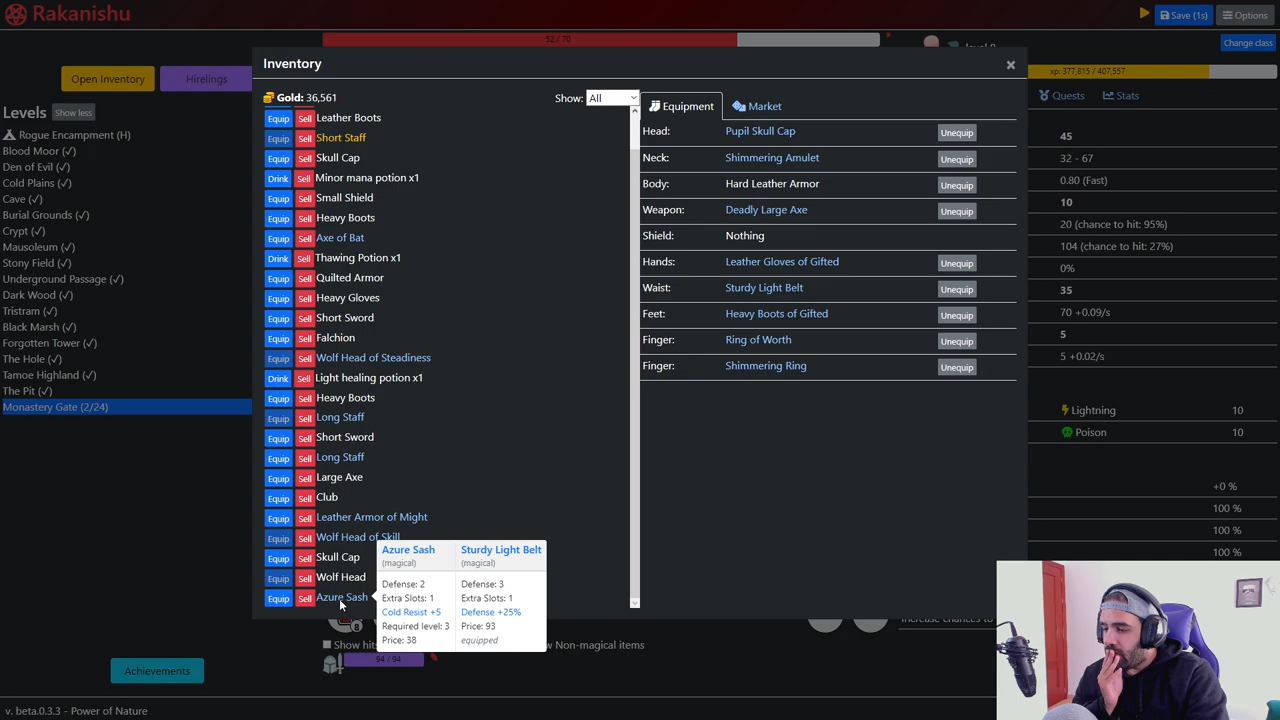 Rakanishu
Save (1s)
Options
52 / 70
Change class
Open Inventory
Hirelings
Inventory
xp: 377,815 / 407,557
Levels
Show less
Gold: 36,561
Show:
All
Equipment
Market
Quests
Stats
Rogue Encampment (H)
Blood Moor (✓)
Den of Evil (✓)
Cold Plains (✓)
Cave (✓)
Burial Grounds (✓)
Crypt (✓)
Mausoleum (✓)
Stony Field (✓)
Underground Passage (✓)
Dark Wood (✓)
Tristram (✓)
Black Marsh (✓)
Forgotten Tower (✓)
The Hole (✓)
Tamoe Highland (✓)
The Pit (✓)
Monastery Gate (2/24)
Equip Sell Leather Boots
Equip Sell Short Staff
Equip Sell Skull Cap
Drink Sell Minor mana potion x1
Equip Sell Small Shield
Equip Sell Heavy Boots
Equip Sell Axe of Bat
Drink Sell Thawing Potion x1
Equip Sell Quilted Armor
Equip Sell Heavy Gloves
Equip Sell Short Sword
Equip Sell Falchion
Equip Sell Wolf Head of Steadiness
Drink Sell Light healing potion x1
Equip Sell Heavy Boots
Equip Sell Long Staff
Equip Sell Short Sword
Equip Sell Long Staff
Equip Sell Large Axe
Equip Sell Club
Equip Sell Leather Armor of Might
Equip Sell Wolf Head of Skill
Equip Sell Skull Cap
Equip Sell Wolf Head
Equip Sell Azure Sash
Azure Sash
(magical)
Defense: 2
Extra Slots: 1
Cold Resist +5
Required level: 3
Price: 38
Sturdy Light Belt
(magical)
Defense: 3
Extra Slots: 1
Defense +25%
Price: 93
equipped
Head: Pupil Skull Cap Unequip
Neck: Shimmering Amulet Unequip
Body: Hard Leather Armor Unequip
Weapon: Deadly Large Axe Unequip
Shield: Nothing
Hands: Leather Gloves of Gifted Unequip
Waist: Sturdy Light Belt Unequip
Feet: Heavy Boots of Gifted Unequip
Finger: Ring of Worth Unequip
Finger: Shimmering Ring Unequip
45
32 - 67
0.80 (Fast)
10
20 (chance to hit: 95%)
104 (chance to hit: 27%)
0%
35
70 +0.09/s
5
5 +0.02/s
Lightning 10
Poison 10
+0 %
100 %
100 %
100 %
Show hits
Non-magical items
94 / 94
Achievements
v. beta.0.3.3 - Power of Nature